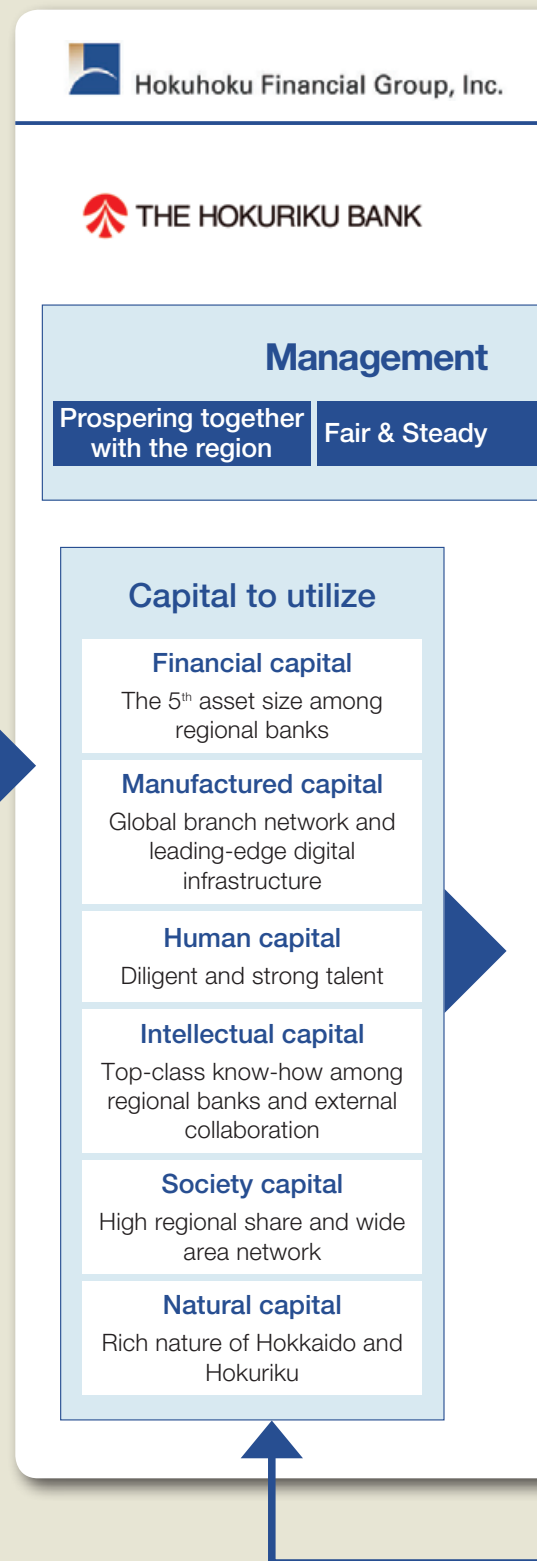 Hokuhoku Financial Group, Inc.
THE HOKURIKU BANK
Management
Prospering together
with the region
Fair & Steady
Capital to utilize
Financial capital
The 5th asset size among
regional banks
Manufactured capital
Global branch network and
leading-edge digital
infrastructure
Human capital
Diligent and strong talent
Intellectual capital
Top-class know-how among
regional banks and external
collaboration
Society capital
High regional share and wide
area network
Natural capital
Rich nature of Hokkaido and
Hokuriku